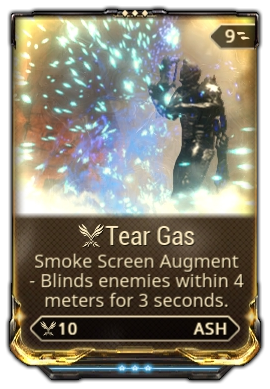 9
Tear Gas
Smoke Screen Augment
- Blinds enemies within 4
meters for 3 seconds.
10 ASH